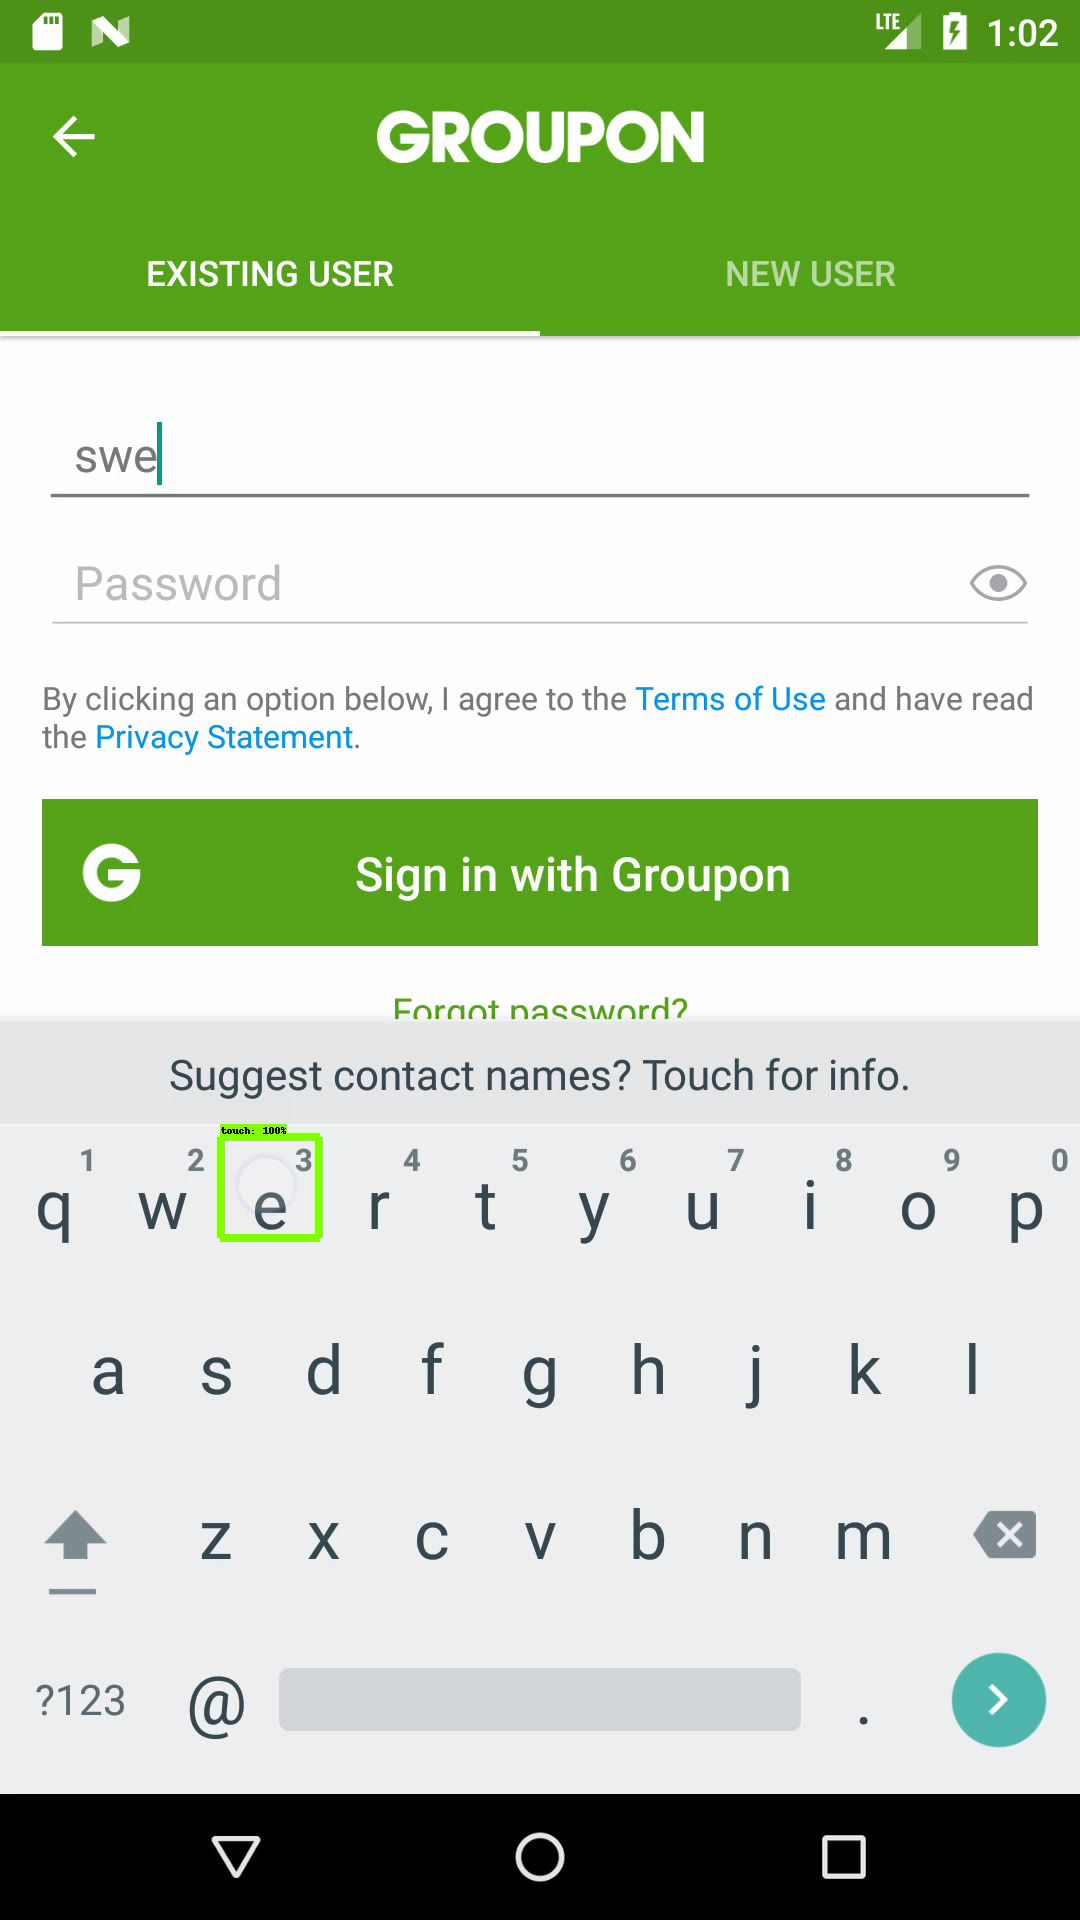 LTE 1:02
GROUPON
EXISTING USER NEW USER
swe
Password
By clicking an option below, I agree to the Terms of Use and have read
the Privacy Statement.
G Sign in with Groupon
Forgot password?
Suggest contact names? Touch for info.
touch: 100%
1 2 3 4 5 6 7 8 9 0
q w e r t y u i o p
a s d f g h j k l
z x c v b n m
?123 @ .